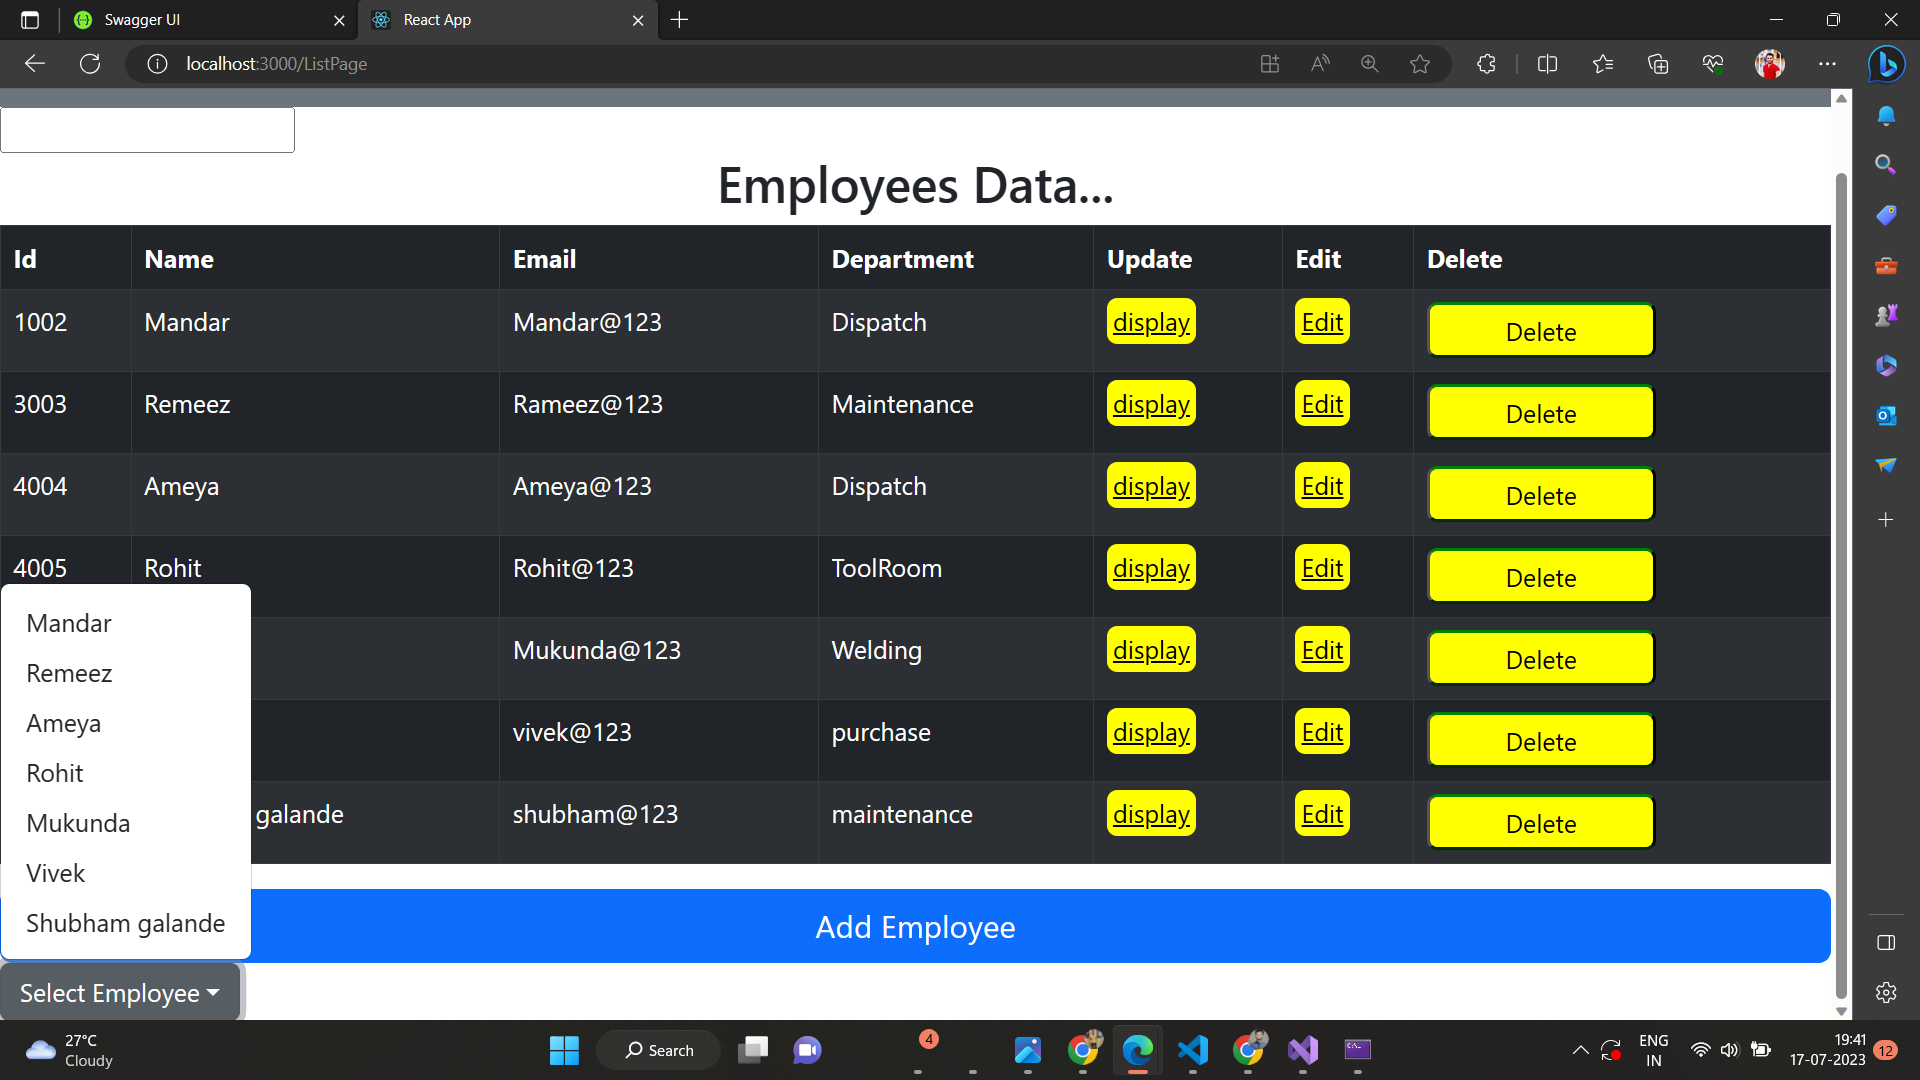 Swagger UI
React App
localhost:3000/ListPage
Employees Data...
Id Name Email Department Update Edit Delete
1002 Mandar Mandar@123 Dispatch display Edit Delete
3003 Remeez Rameez@123 Maintenance display Edit Delete
4004 Ameya Ameya@123 Dispatch display Edit Delete
4005 Rohit Rohit@123 ToolRoom display Edit Delete
Mukunda@123 Welding display Edit Delete
vivek@123 purchase display Edit Delete
galande shubham@123 maintenance display Edit Delete
Mandar
Remeez
Ameya
Rohit
Mukunda
Vivek
Shubham galande
Add Employee
Select Employee
27°C
Cloudy
Search
4
ENG
IN
19:41
17-07-2023
12